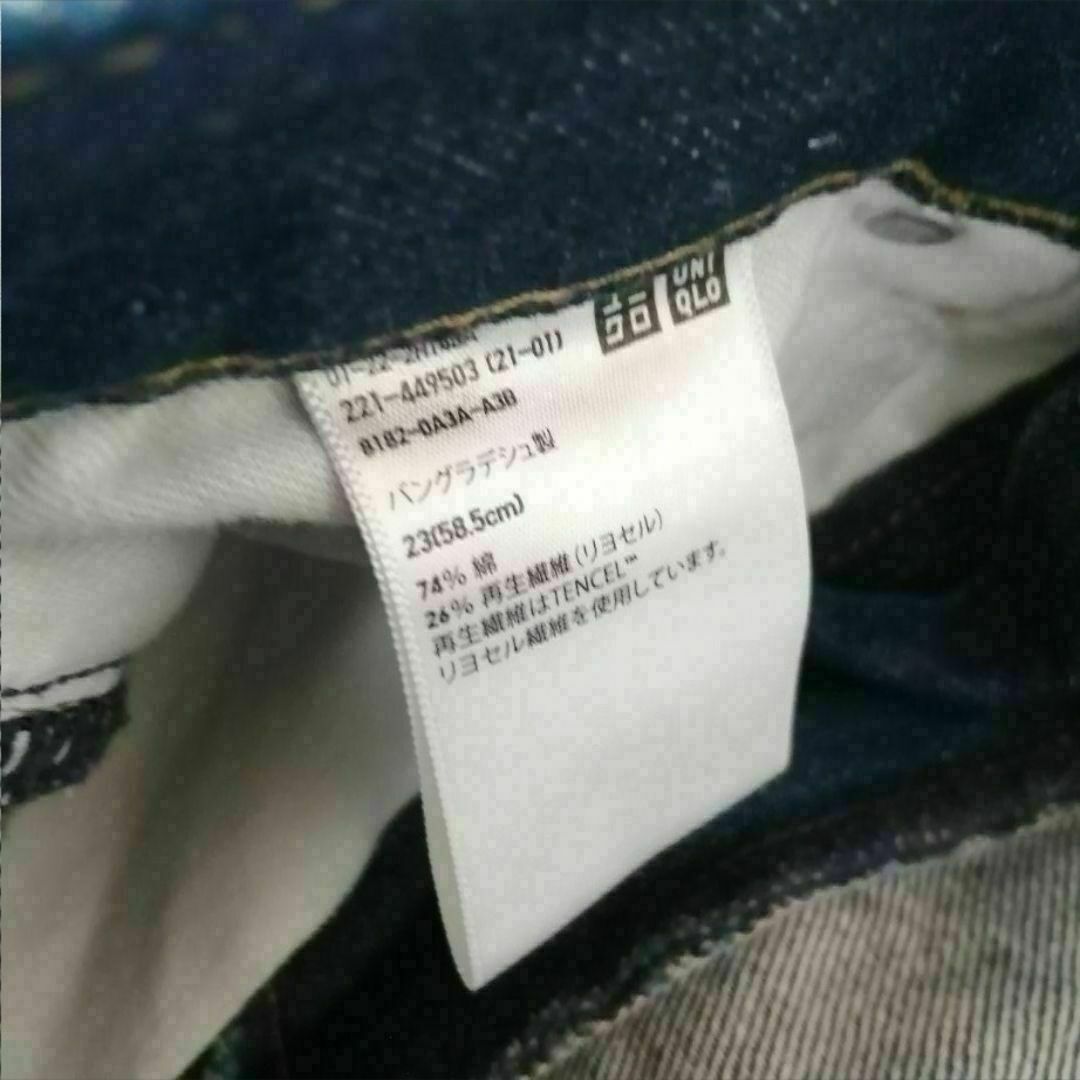 ユニクロ
UNI
QLO
221-449503 (21-01)
8182-0A3A-A3B
バングラデシュ製
23(58.5cm)
74% 綿
26% 再生繊維(リヨセル)
再生繊維はTENCEL™
リヨセル繊維を使用しています。